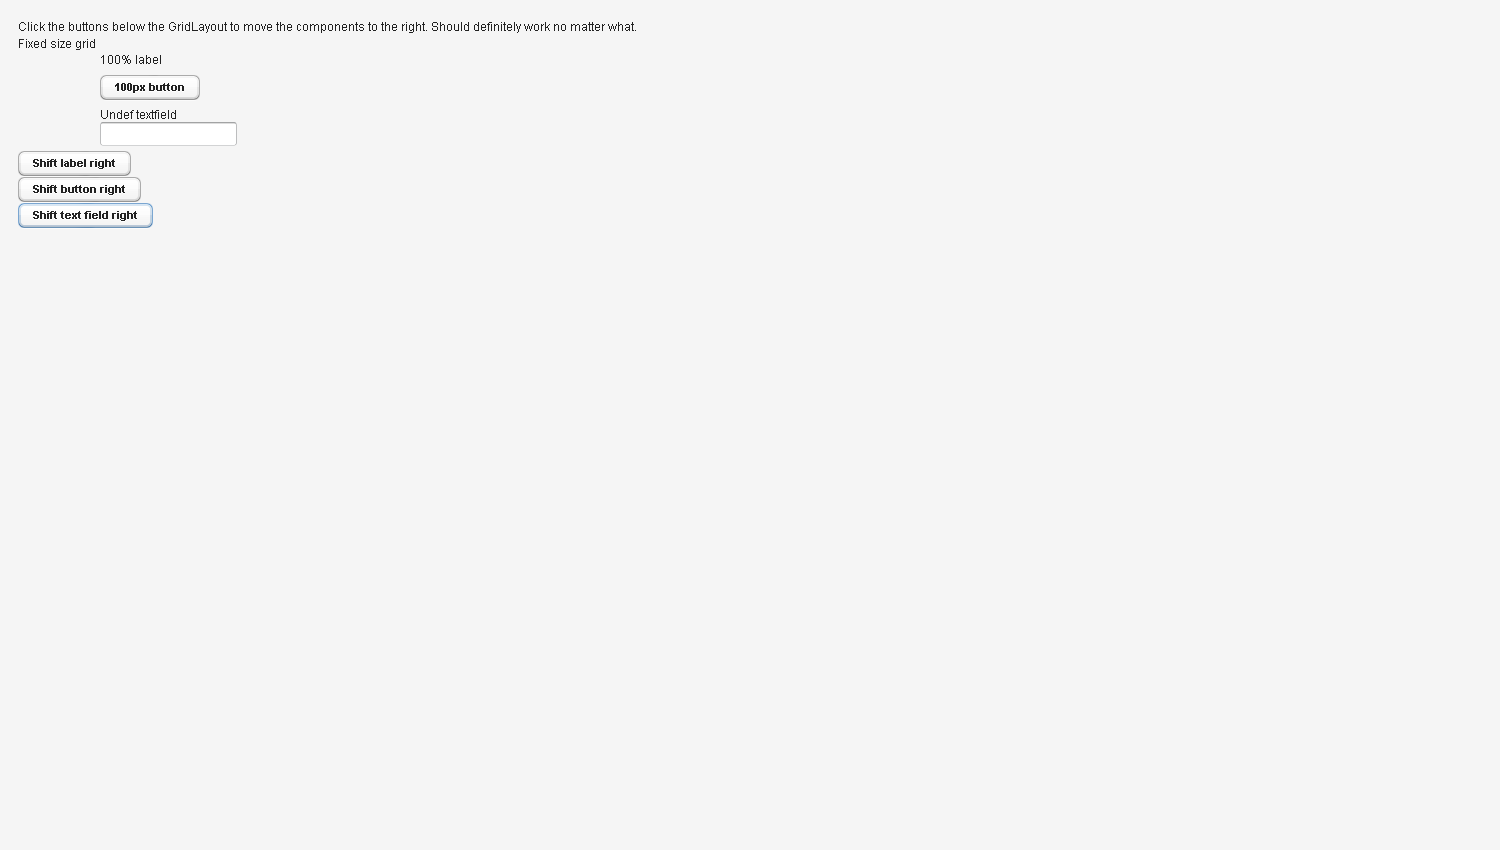 Click the buttons below the GridLayout to move the components to the right. Should definitely work no matter what.
Fixed size grid
100% label
100px button
Undef textfield
Shift label right
Shift button right
Shift text field right